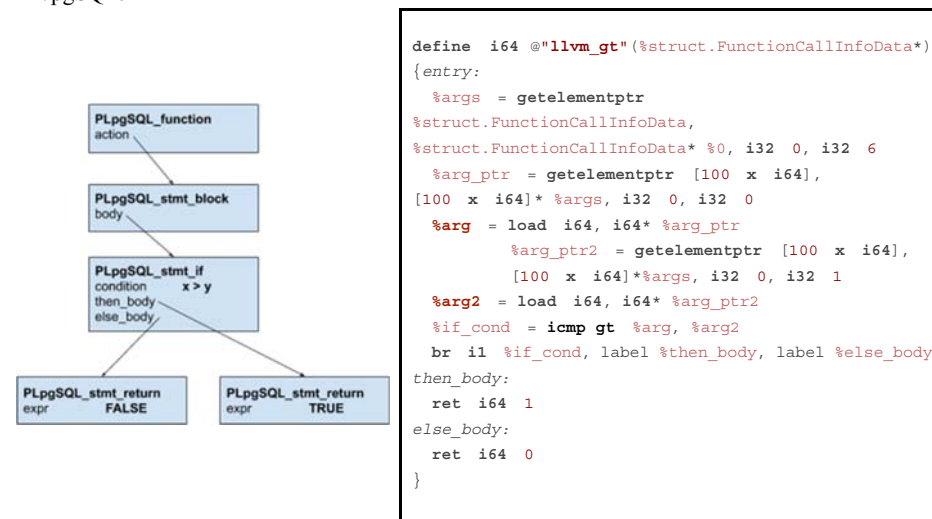 PLpgSQL_function
action
PLpgSQL_stmt_block
body
PLpgSQL_stmt_if
condition x > y
then_body
else_body
PLpgSQL_stmt_return
expr FALSE
PLpgSQL_stmt_return
expr TRUE
define i64 @"llvm_gt"(%struct.FunctionCallInfoData*)
{entry:
%args = getelementptr
%struct.FunctionCallInfoData,
%struct.FunctionCallInfoData* %0, i32 0, i32 6
%arg_ptr = getelementptr [100 x i64],
[100 x i64]* %args, i32 0, i32 0
%arg = load i64, i64* %arg_ptr
%arg_ptr2 = getelementptr [100 x i64],
[100 x i64]*%args, i32 0, i32 1
%arg2 = load i64, i64* %arg_ptr2
%if_cond = icmp gt %arg, %arg2
br i1 %if_cond, label %then_body, label %else_body
then_body:
ret i64 1
else_body:
ret i64 0
}